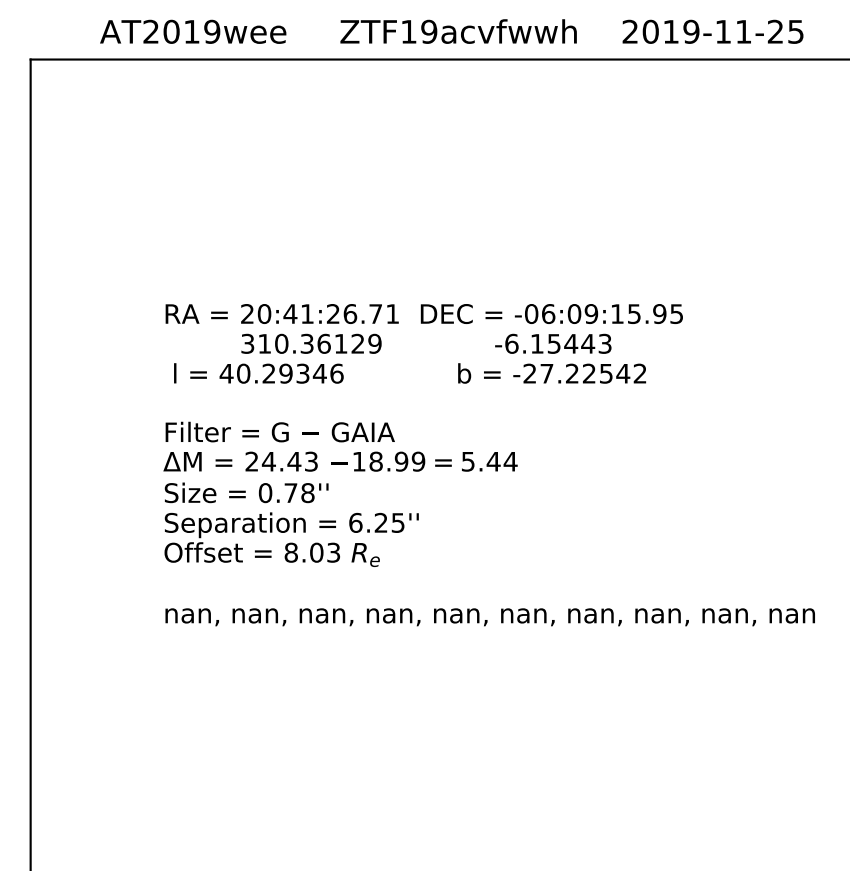 AT2019wee ZTF19acvfwwh 2019-11-25
RA = 20:41:26.71 DEC = -06:09:15.95
310.36129 -6.15443
l = 40.29346 b = -27.22542
Filter = G − GAIA
ΔM = 24.43 −18.99 = 5.44
Size = 0.78''
Separation = 6.25''
Offset = 8.03 Re
nan, nan, nan, nan, nan, nan, nan, nan, nan, nan